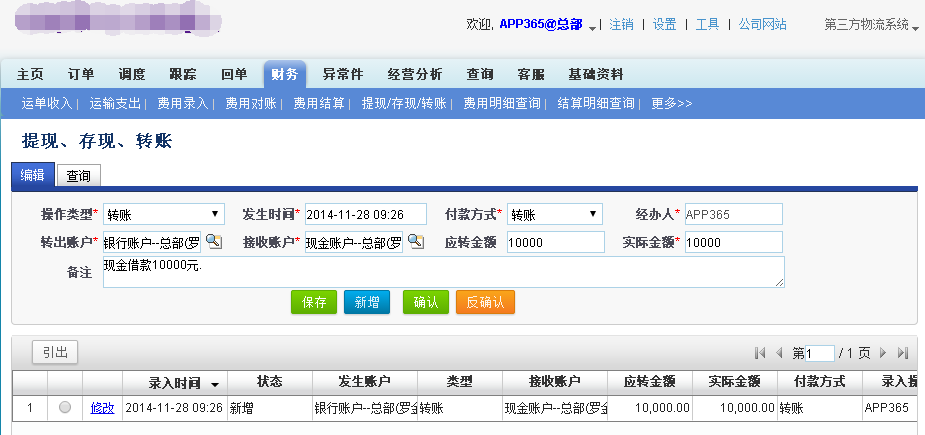 欢迎, APP365@总部 | 注销 | 设置 | 工具 | 公司网站 第三方物流系统
主页 订单 调度 跟踪 回单 财务 异常件 经营分析 查询 客服 基础资料
运单收入 | 运输支出 | 费用录入 | 费用对账 | 费用结算 | 提现/存现/转账 | 费用明细查询 | 结算明细查询 | 更多>>
提现、存现、转账
编辑 查询
操作类型* 转账 发生时间* 2014-11-28 09:26 付款方式* 转账 经办人* APP365
转出账户* 银行账户--总部(罗 接收账户* 现金账户--总部(罗 应转金额 10000 实际金额* 10000
备注 现金借款10000元.
保存 新增 确认 反确认
引出 第1 / 1 页
录入时间 状态 发生账户 类型 接收账户 应转金额 实际金额 付款方式 录入操
1 修改 2014-11-28 09:26 新增 银行账户--总部(罗金 转账 现金账户--总部(罗金 10,000.00 10,000.00 转账 APP365